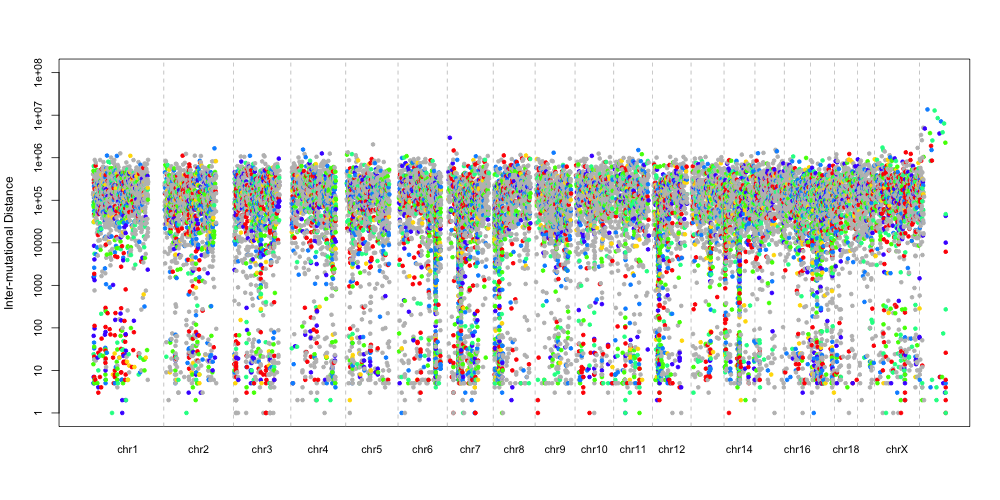 Inter-mutational Distance
1e+08
1e+07
1e+06
1e+05
10000
1000
100
10
1
chr1 chr2 chr3 chr4 chr5 chr6 chr7 chr8 chr9 chr10 chr11 chr12 chr14 chr16 chr18 chrX